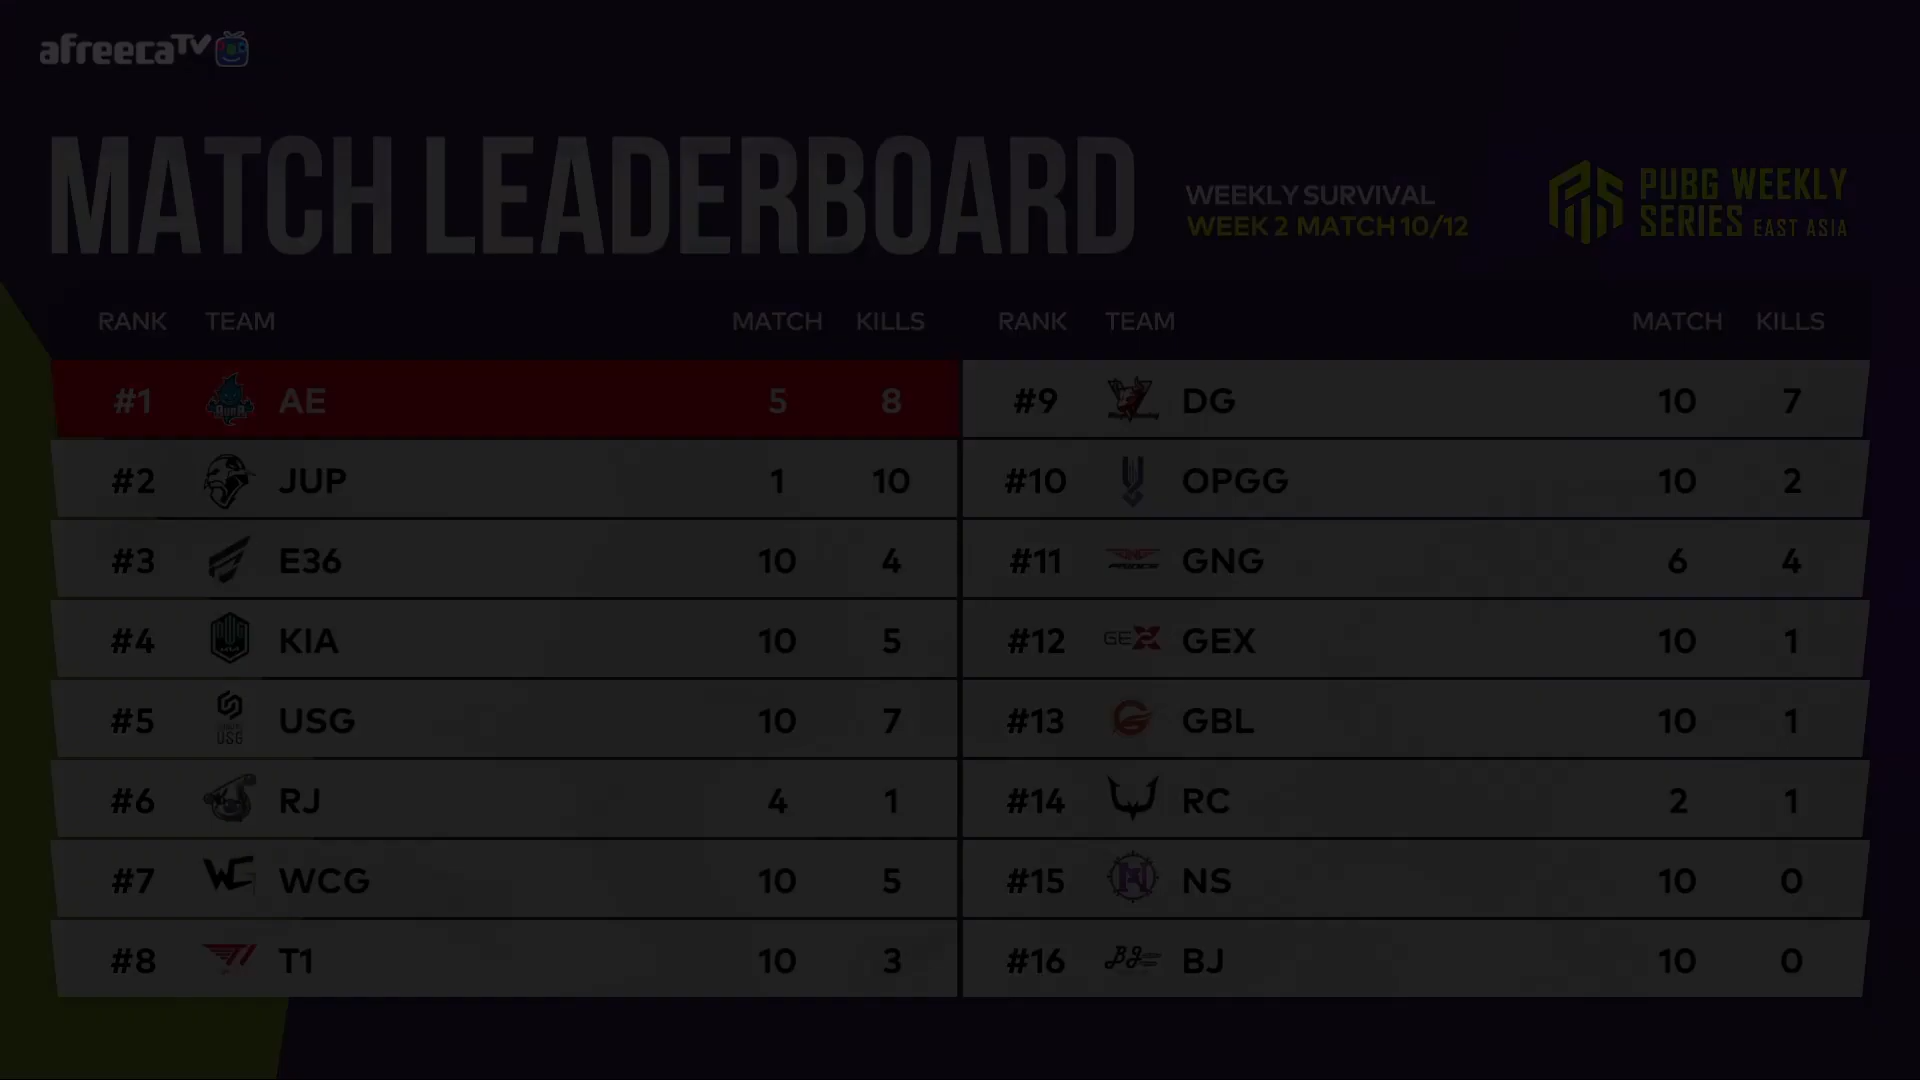 afreecaTV
MATCH LEADERBOARD
WEEKLY SURVIVAL
WEEK 2 MATCH 10/12
PUBG WEEKLY
SERIES EAST ASIA
RANK TEAM MATCH KILLS
#1 AE 5 8
#2 JUP 1 10
#3 E36 10 4
#4 KIA 10 5
#5 USG 10 7
#6 RJ 4 1
#7 WCG 10 5
#8 T1 10 3
RANK TEAM MATCH KILLS
#9 DG 10 7
#10 OPGG 10 2
#11 GNG 6 4
#12 GEX 10 1
#13 GBL 10 1
#14 RC 2 1
#15 NS 10 0
#16 BJ 10 0